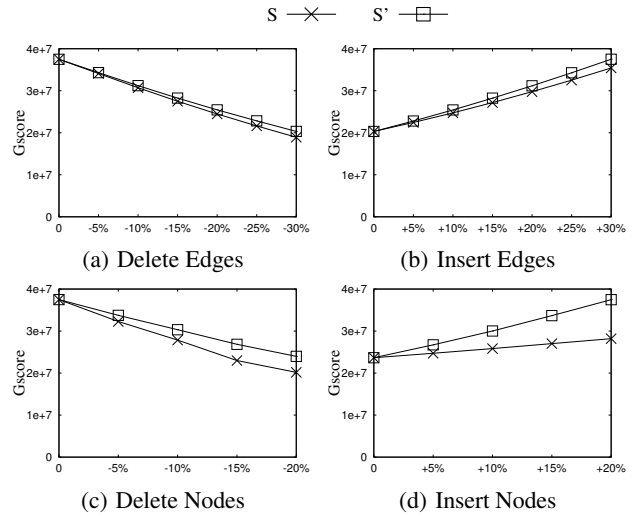 S S’
4e+7 3e+7 2e+7 1e+7 0
Gscore
0 -5% -10% -15% -20% -25% -30%
(a) Delete Edges
4e+7 3e+7 2e+7 1e+7 0
Gscore
0 +5% +10% +15% +20% +25% +30%
(b) Insert Edges
4e+7 3e+7 2e+7 1e+7 0
Gscore
0 -5% -10% -15% -20%
(c) Delete Nodes
4e+7 3e+7 2e+7 1e+7 0
Gscore
0 +5% +10% +15% +20%
(d) Insert Nodes